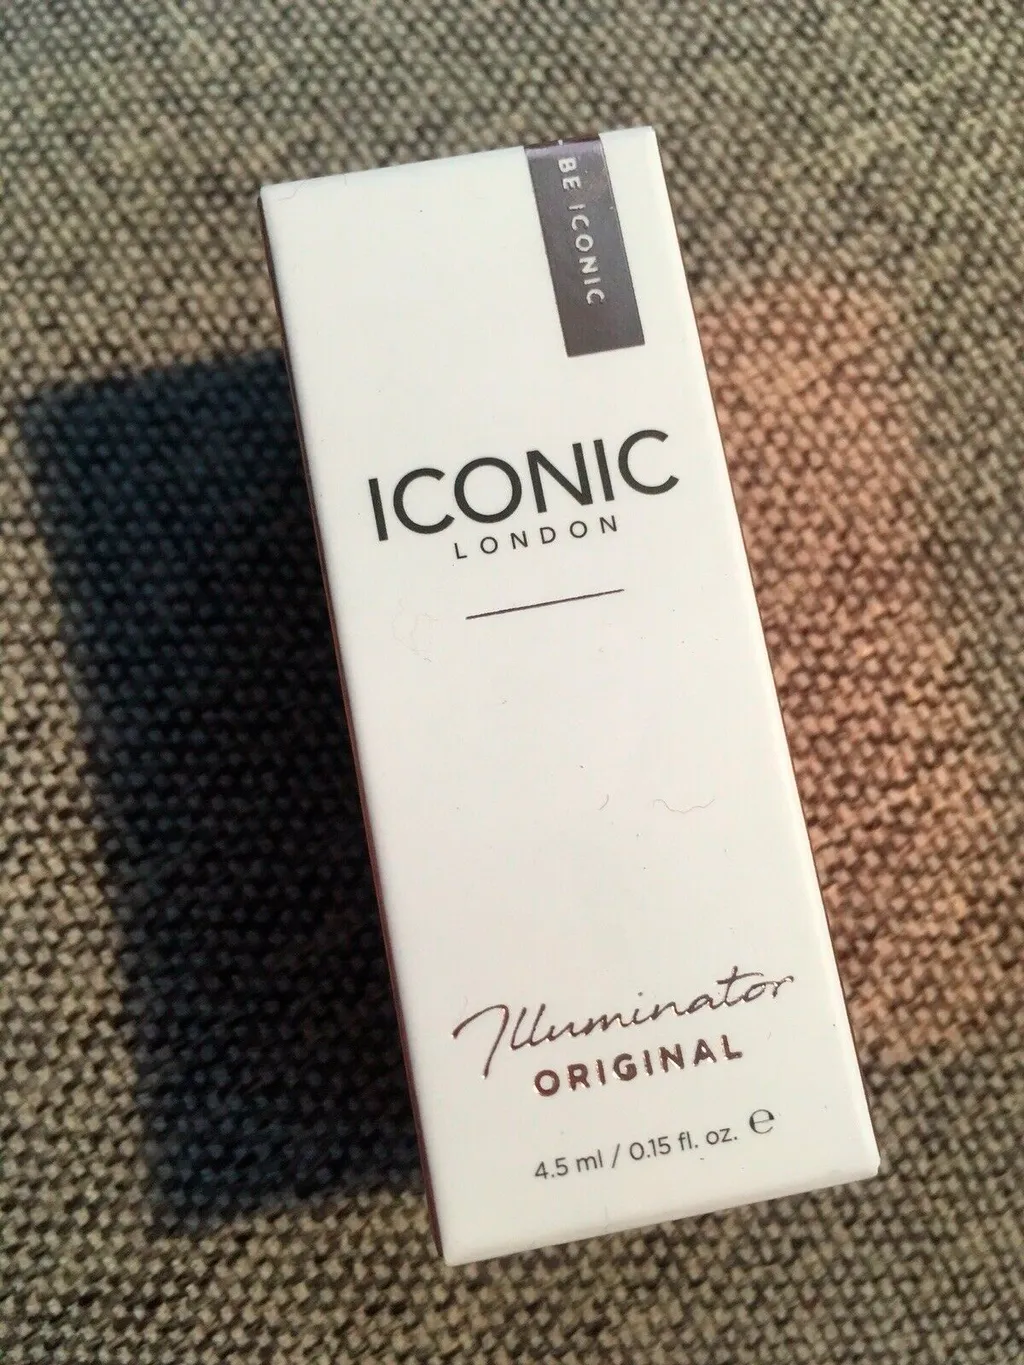 BE ICONIC
ICONIC
LONDON
Illuminator
ORIGINAL
4.5 ml / 0.15 fl. oz. ℮